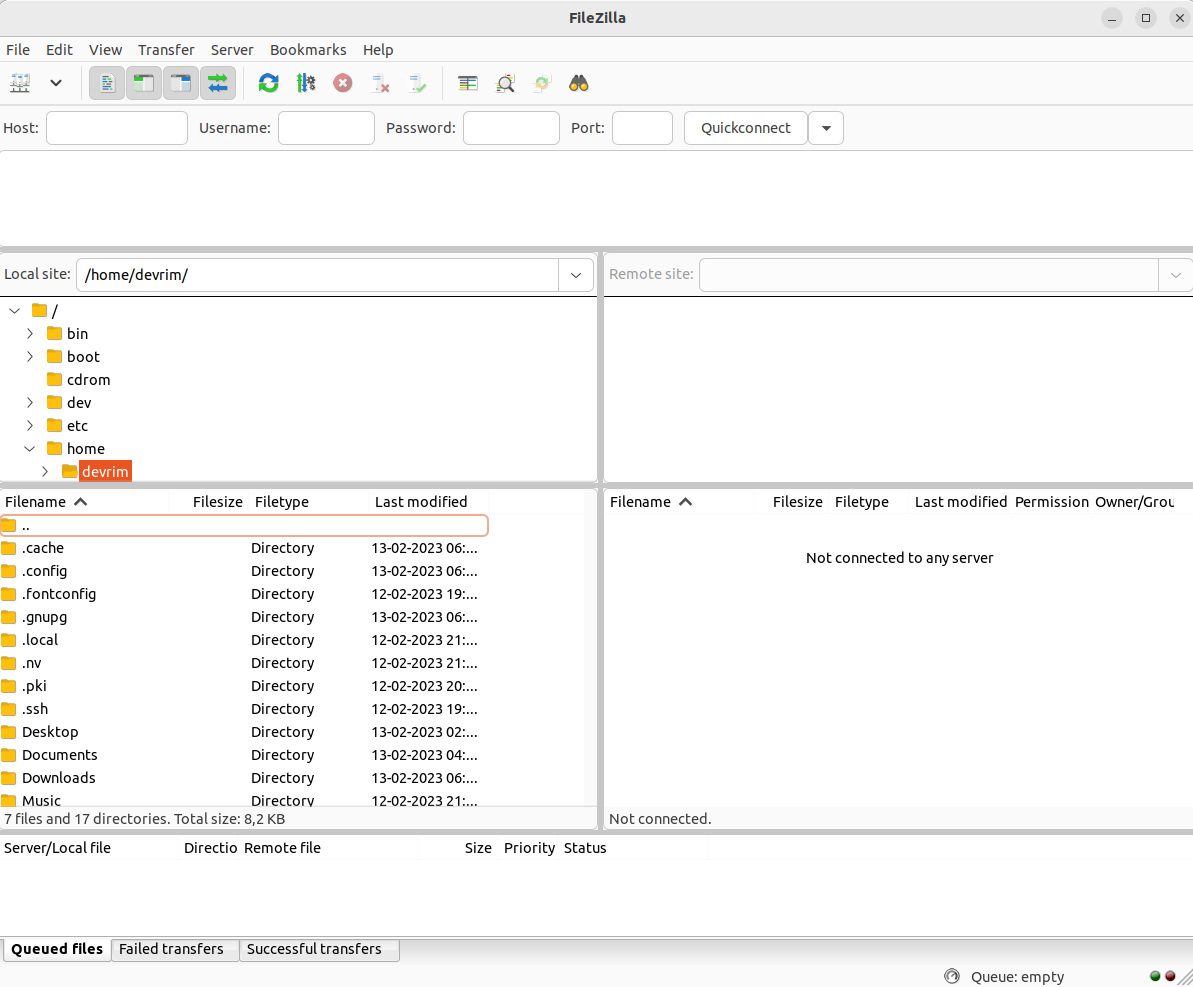 FileZilla
File Edit View Transfer Server Bookmarks Help
Host: Username: Password: Port: Quickconnect
Local site: /home/devrim/
Remote site:
/
bin
boot
cdrom
dev
etc
home
devrim
Filename Filesize Filetype Last modified
..
.cache Directory 13-02-2023 06:...
.config Directory 13-02-2023 06:...
.fontconfig Directory 12-02-2023 19:...
.gnupg Directory 13-02-2023 06:...
.local Directory 12-02-2023 21:...
.nv Directory 12-02-2023 21:...
.pki Directory 12-02-2023 20:...
.ssh Directory 12-02-2023 19:...
Desktop Directory 13-02-2023 02:...
Documents Directory 13-02-2023 04:...
Downloads Directory 13-02-2023 06:...
Music Directory 12-02-2023 21:...
7 files and 17 directories. Total size: 8,2 KB
Filename Filesize Filetype Last modified Permission Owner/Grou
Not connected to any server
Not connected.
Server/Local file Directio Remote file Size Priority Status
Queued files Failed transfers Successful transfers
Queue: empty